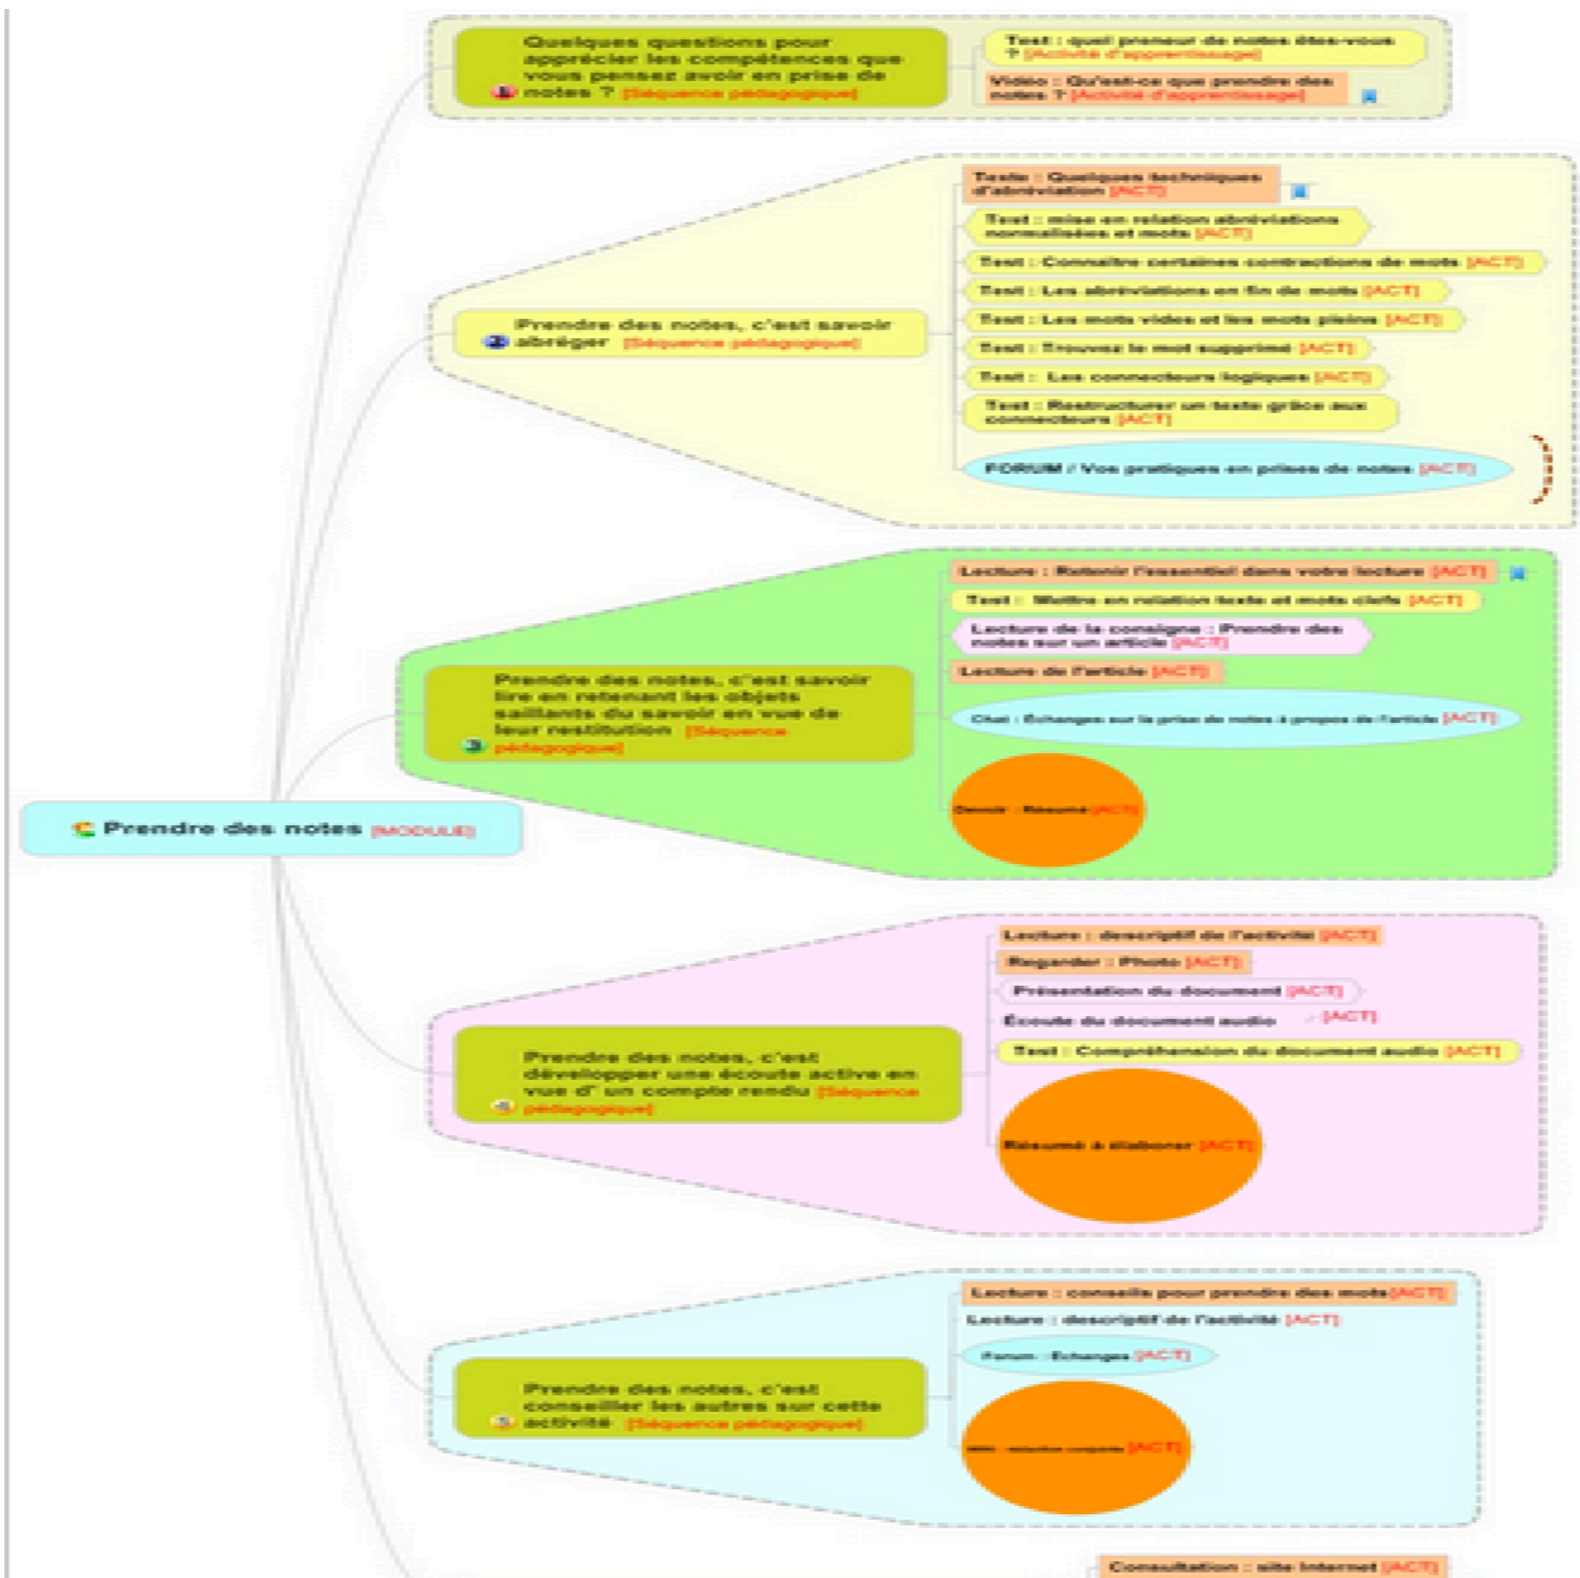 Quelques questions pour
apprécier les compétences que
vous pensez avoir en prise de
notes ? [Séquence pédagogique]
Test : quel preneur de notes êtes-vous
? [Activité d'apprentissage]
Vidéo : Qu'est-ce que prendre des
notes ? [Activité d'apprentissage]
Prendre des notes, c'est savoir
abréger [Séquence pédagogique]
Texte : Quelques techniques
d'abréviation [ACT]
Test : mise en relation abréviations
normalisées et mots [ACT]
Test : Connaître certaines contractions de mots [ACT]
Test : Les abréviations en fin de mots [ACT]
Test : Les mots vides et les mots pleins [ACT]
Test : Trouvez le mot supprimé [ACT]
Test : Les connecteurs logiques [ACT]
Test : Restructurer un texte grâce aux
connecteurs [ACT]
FORUM / Vos pratiques en prises de notes [ACT]
Prendre des notes, c'est savoir
lire en retenant les objets
saillants du savoir en vue de
leur restitution [Séquence
pédagogique]
Lecture : Retenir l'essentiel dans votre lecture [ACT]
Test : Mettre en relation texte et mots clefs [ACT]
Lecture de la consigne : Prendre des
notes sur un article [ACT]
Lecture de l'article [ACT]
Chat : Échanges sur la prise de notes à propos de l'article [ACT]
Devoir : Résumé [ACT]
Prendre des notes [MODULE]
Prendre des notes, c'est
développer une écoute active en
vue d' un compte rendu [Séquence
pédagogique]
Lecture : descriptif de l'activité [ACT]
Regarder : Photo [ACT]
Présentation du document [ACT]
Écoute du document audio [ACT]
Test : Compréhension du document audio [ACT]
Résumé à élaborer [ACT]
Prendre des notes, c'est
conseiller les autres sur cette
activité [Séquence pédagogique]
Lecture : conseils pour prendre des mots [ACT]
Lecture : descriptif de l'activité [ACT]
Forum : Echanges [ACT]
[ACT]
Consultation : site Internet [ACT]